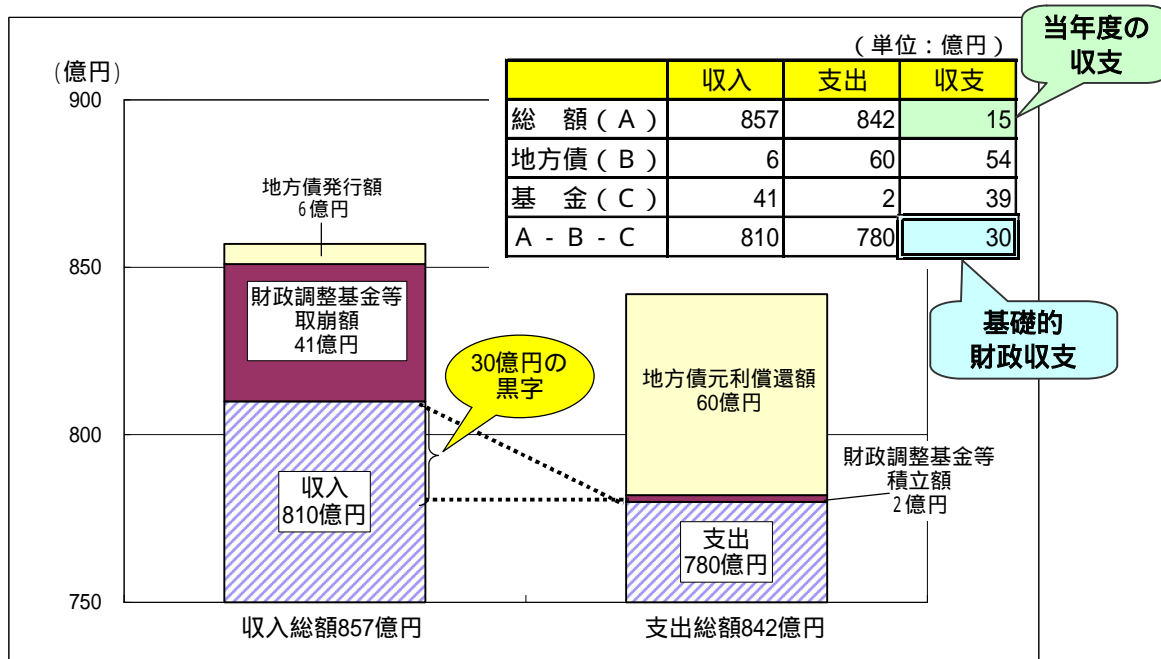 (単位：億円)
当年度の
収支
(億円)
収入 支出 収支
総 額(A) 857 842 15
地方債(B) 6 60 54
基 金(C) 41 2 39
A-B-C 810 780 30
基礎的
財政収支
900
850
800
750
地方債発行額
6億円
財政調整基金等
取崩額
41億円
収入
810億円
30億円の
黒字
地方債元利償還額
60億円
財政調整基金等
積立額
2億円
支出
780億円
収入総額857億円
支出総額842億円